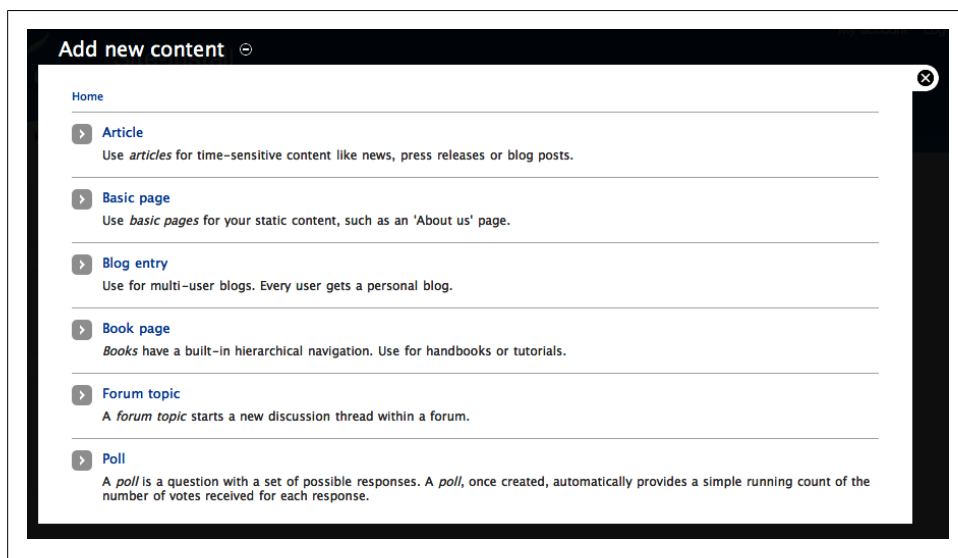 Add new content
Home
Article
Use articles for time-sensitive content like news, press releases or blog posts.
Basic page
Use basic pages for your static content, such as an 'About us' page.
Blog entry
Use for multi-user blogs. Every user gets a personal blog.
Book page
Books have a built-in hierarchical navigation. Use for handbooks or tutorials.
Forum topic
A forum topic starts a new discussion thread within a forum.
Poll
A poll is a question with a set of possible responses. A poll, once created, automatically provides a simple running count of the
number of votes received for each response.